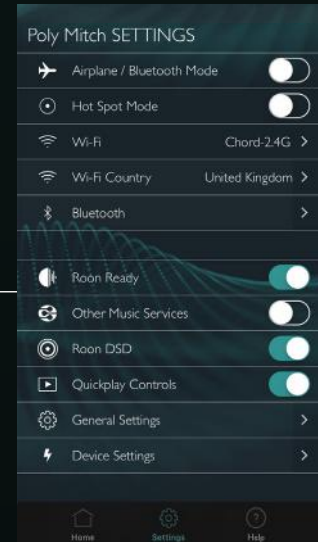 Poly Mitch SETTINGS
Airplane / Bluetooth Mode
Hot Spot Mode
Wi-Fi Chord-2.4G >
Wi-Fi Country United Kingdom >
Bluetooth >
Roon Ready
Other Music Services
Roon DSD
Quickplay Controls
General Settings >
Device Settings >
Home Settings Help